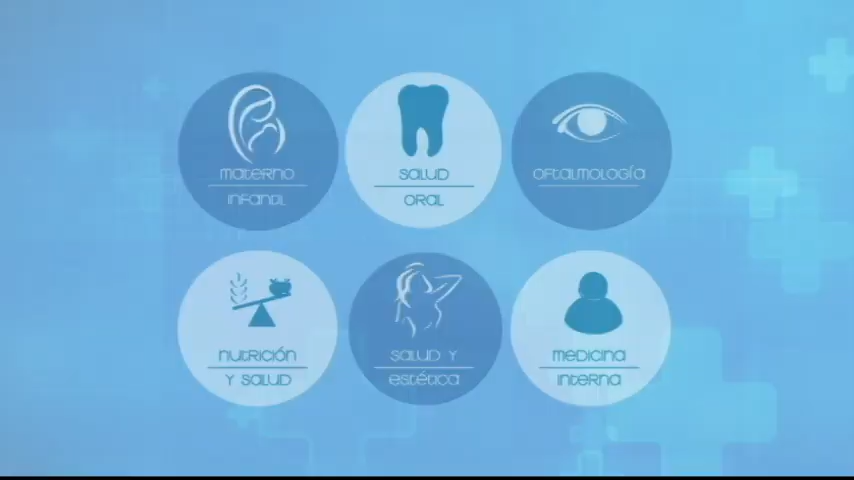 MATERNO
INFANTIL
SALUD
ORAL
OFTALMOLOGÍA
NUTRICIÓN
Y SALUD
SALUD Y
ESTÉTICA
MEDICINA
INTERNA